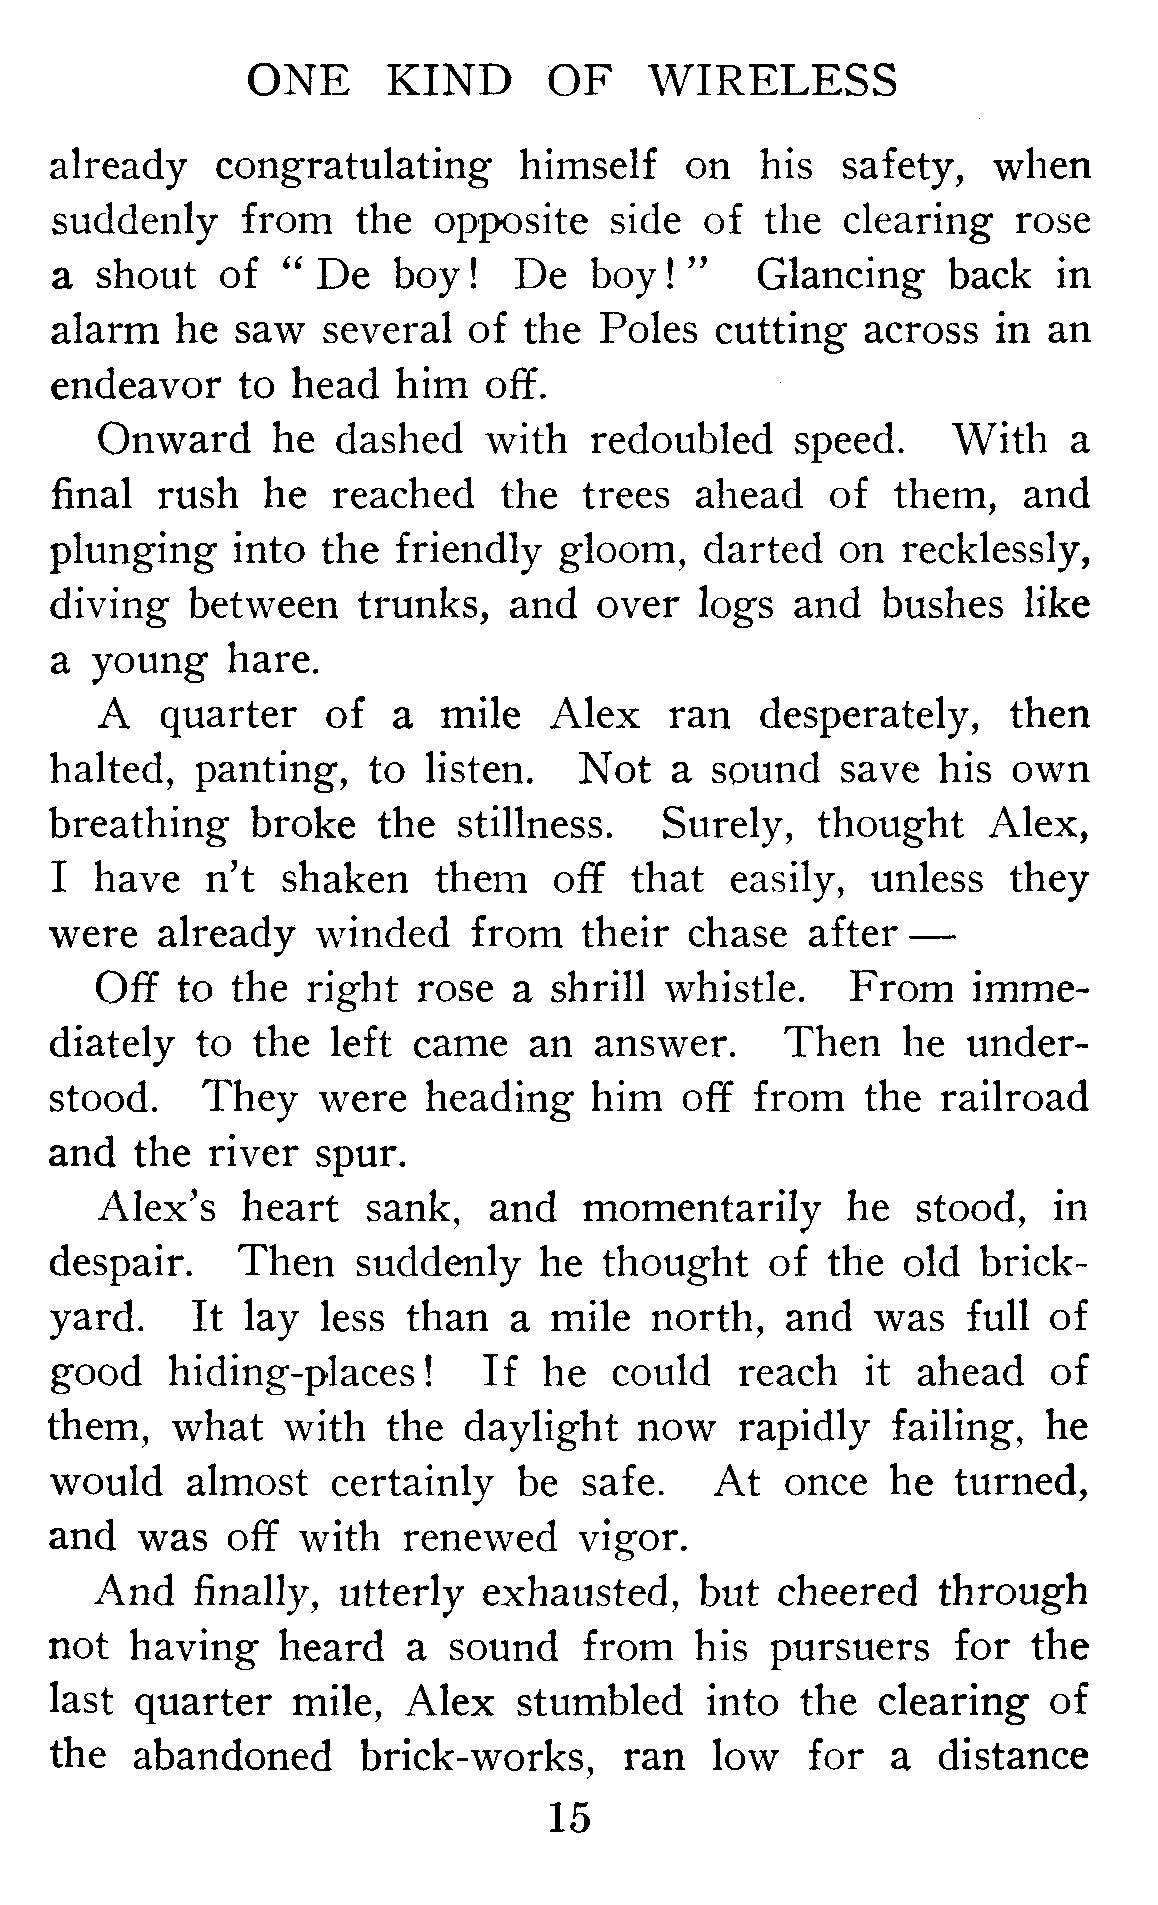 ONE KIND OF WIRELESS
already congratulating himself on his safety, when
suddenly from the opposite side of the clearing rose
a shout of “ De boy! De boy! ” Glancing back in
alarm he saw several of the Poles cutting across in an
endeavor to head him off.
Onward he dashed with redoubled speed. With a
final rush he reached the trees ahead of them, and
plunging into the friendly gloom, darted on recklessly,
diving between trunks, and over logs and bushes like
a young hare.
A quarter of a mile Alex ran desperately, then
halted, panting, to listen. Not a sound save his own
breathing broke the stillness. Surely, thought Alex,
I have n’t shaken them off that easily, unless they
were already winded from their chase after —
Off to the right rose a shrill whistle. From imme-
diately to the left came an answer. Then he under-
stood. They were heading him off from the railroad
and the river spur.
Alex’s heart sank, and momentarily he stood, in
despair. Then suddenly he thought of the old brick-
yard. It lay less than a mile north, and was full of
good hiding-places! If he could reach it ahead of
them, what with the daylight now rapidly failing, he
would almost certainly be safe. At once he turned,
and was off with renewed vigor.
And finally, utterly exhausted, but cheered through
not having heard a sound from his pursuers for the
last quarter mile, Alex stumbled into the clearing of
the abandoned brick-works, ran low for a distance
15